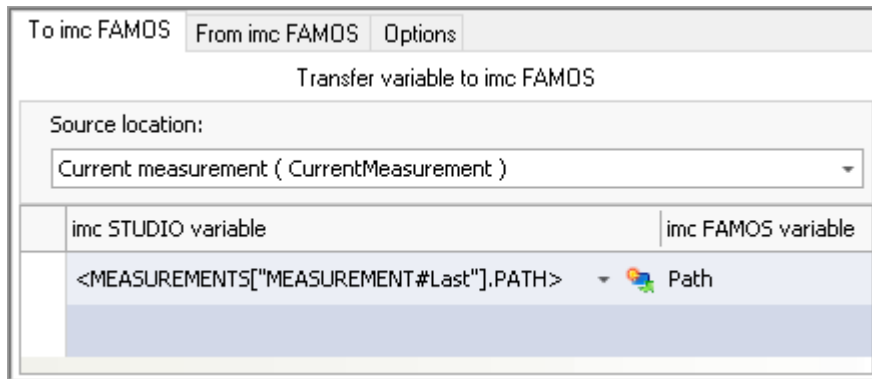 To imc FAMOS From imc FAMOS Options
Transfer variable to imc FAMOS
Source location:
Current measurement ( CurrentMeasurement )
imc STUDIO variable imc FAMOS variable
<MEASUREMENTS["MEASUREMENT#Last"].PATH> Path